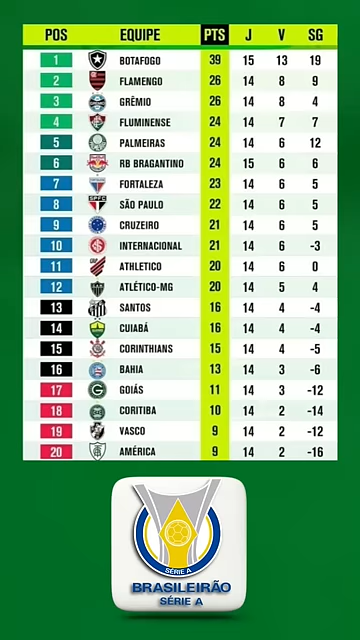 POS EQUIPE PTS J V SG
1 BOTAFOGO 39 15 13 19
2 FLAMENGO 26 14 8 9
3 GRÊMIO 26 14 8 4
4 FLUMINENSE 24 14 7 7
5 PALMEIRAS 24 14 6 12
6 RB BRAGANTINO 24 15 6 6
7 FORTALEZA 23 14 6 5
8 SPFC SÃO PAULO 22 14 6 5
9 CRUZEIRO 21 14 6 5
10 INTERNACIONAL 21 14 6 -3
11 CAP ATHLETICO 20 14 6 0
12 ATLÉTICO-MG 20 14 5 4
13 SANTOS 16 14 4 -4
14 CUIABÁ 16 14 4 -4
15 CORINTHIANS 15 14 4 -5
16 BAHIA 13 14 3 -6
17 GOIÁS 11 14 3 -12
18 CORITIBA 10 14 2 -14
19 VASCO 9 14 2 -12
20 AMÉRICA 9 14 2 -16
SÉRIE A
BRASILEIRÃO
SÉRIE A